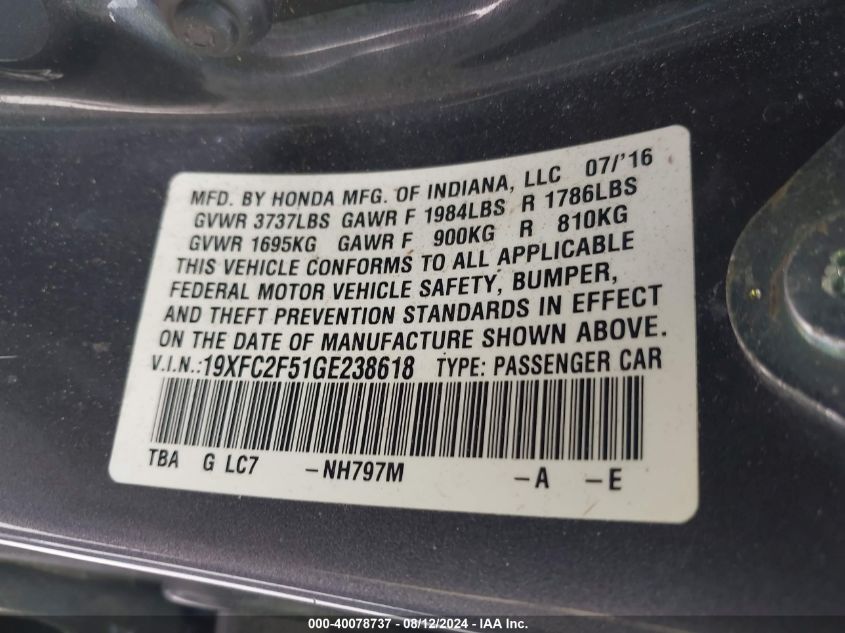 MFD. BY HONDA MFG. OF INDIANA, LLC 07/'16
GVWR 3737LBS GAWR F 1984LBS R 1786LBS
GVWR 1695KG GAWR F 900KG R 810KG
THIS VEHICLE CONFORMS TO ALL APPLICABLE
FEDERAL MOTOR VEHICLE SAFETY, BUMPER,
AND THEFT PREVENTION STANDARDS IN EFFECT
ON THE DATE OF MANUFACTURE SHOWN ABOVE.
V.I.N.:19XFC2F51GE238618 TYPE: PASSENGER CAR
TBA G LC7 -NH797M -A -E
000-40078737 - 08/12/2024 - IAA Inc.